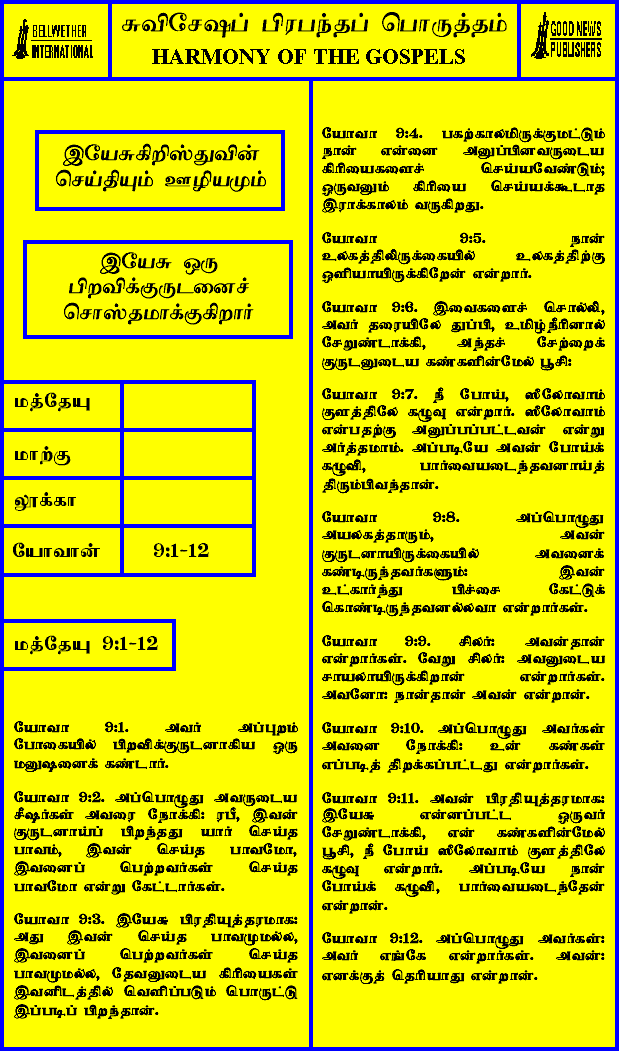 BELLWETHER
INTERNATIONAL
சுவிசேஷப் பிரபந்தப் பொருத்தம்
HARMONY OF THE GOSPELS
GOOD NEWS
PUBLISHERS
இயேசுகிறிஸ்துவின்
செய்தியும் ஊழியமும்
இயேசு ஒரு
பிறவிக்குருடனைச்
சொஸ்தமாக்குகிறார்
மத்தேயு
மாற்கு
லூக்கா
யோவான் 9:1-12
மத்தேயு 9:1-12
யோவா 9:1. அவர் அப்புறம்
போகையில் பிறவிக்குருடனாகிய ஒரு
மனுஷனைக் கண்டார்.
யோவா 9:2. அப்பொழுது அவருடைய
சீஷர்கள் அவரை நோக்கி: ரபீ, இவன்
குருடனாய்ப் பிறந்தது யார் செய்த
பாவம், இவன் செய்த பாவமோ,
இவனைப் பெற்றவர்கள் செய்த
பாவமோ என்று கேட்டார்கள்.
யோவா 9:3. இயேசு பிரதியுத்தரமாக:
அது இவன் செய்த பாவமுமல்ல,
இவனைப் பெற்றவர்கள் செய்த
பாவமுமல்ல, தேவனுடைய கிரியைகள்
இவனிடத்தில் வெளிப்படும் பொருட்டு
இப்படிப் பிறந்தான்.
யோவா 9:4. பகற்காலமிருக்குமட்டும்
நான் என்னை அனுப்பினவருடைய
கிரியைகளைச் செய்யவேண்டும்;
ஒருவனும் கிரியை செய்யக்கூடாத
இராக்காலம் வருகிறது.
யோவா 9:5. நான்
உலகத்திலிருக்கையில் உலகத்திற்கு
ஒளியாயிருக்கிறேன் என்றார்.
யோவா 9:6. இவைகளைச் சொல்லி,
அவர் தரையிலே துப்பி, உமிழ்நீரினால்
சேறுண்டாக்கி, அந்தச் சேற்றைக்
குருடனுடைய கண்களின்மேல் பூசி:
யோவா 9:7. நீ போய், சீலோவாம்
குளத்திலே கழுவு என்றார். சீலோவாம்
என்பதற்கு அனுப்பப்பட்டவன் என்று
அர்த்தமாம். அப்படியே அவன் போய்க்
கழுவி, பார்வையடைந்தவனாய்த்
திரும்பிவந்தான்.
யோவா 9:8. அப்பொழுது
அயலகத்தாரும், அவன்
குருடனாயிருக்கையில் அவனைக்
கண்டிருந்தவர்களும்: இவன்
உட்கார்ந்து பிச்சை கேட்டுக்
கொண்டிருந்தவனல்லவா என்றார்கள்.
யோவா 9:9. சிலர்: அவன்தான்
என்றார்கள். வேறு சிலர்: அவனுடைய
சாயலாயிருக்கிறான் என்றார்கள்.
அவனோ: நான்தான் அவன் என்றான்.
யோவா 9:10. அப்பொழுது அவர்கள்
அவனை நோக்கி: உன் கண்கள்
எப்படித் திறக்கப்பட்டது என்றார்கள்.
யோவா 9:11. அவன் பிரதியுத்தரமாக:
இயேசு என்னப்பட்ட ஒருவர்
சேறுண்டாக்கி, என் கண்களின்மேல்
பூசி, நீ போய் சீலோவாம் குளத்திலே
கழுவு என்றார். அப்படியே நான்
போய்க் கழுவி, பார்வையடைந்தேன்
என்றான்.
யோவா 9:12. அப்பொழுது அவர்கள்:
அவர் எங்கே என்றார்கள். அவன்:
எனக்குத் தெரியாது என்றான்.